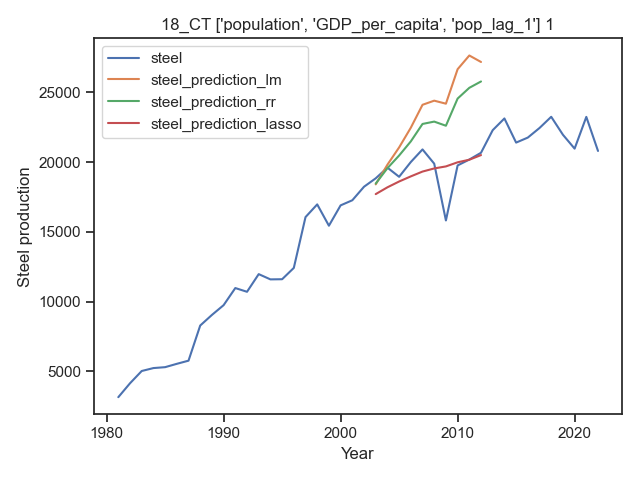 18_CT ['population', 'GDP_per_capita', 'pop_lag_1'] 1
steel
steel_prediction_lm
steel_prediction_rr
steel_prediction_lasso
25000
20000
15000
10000
5000
Steel production
1980
1990
2000
2010
2020
Year